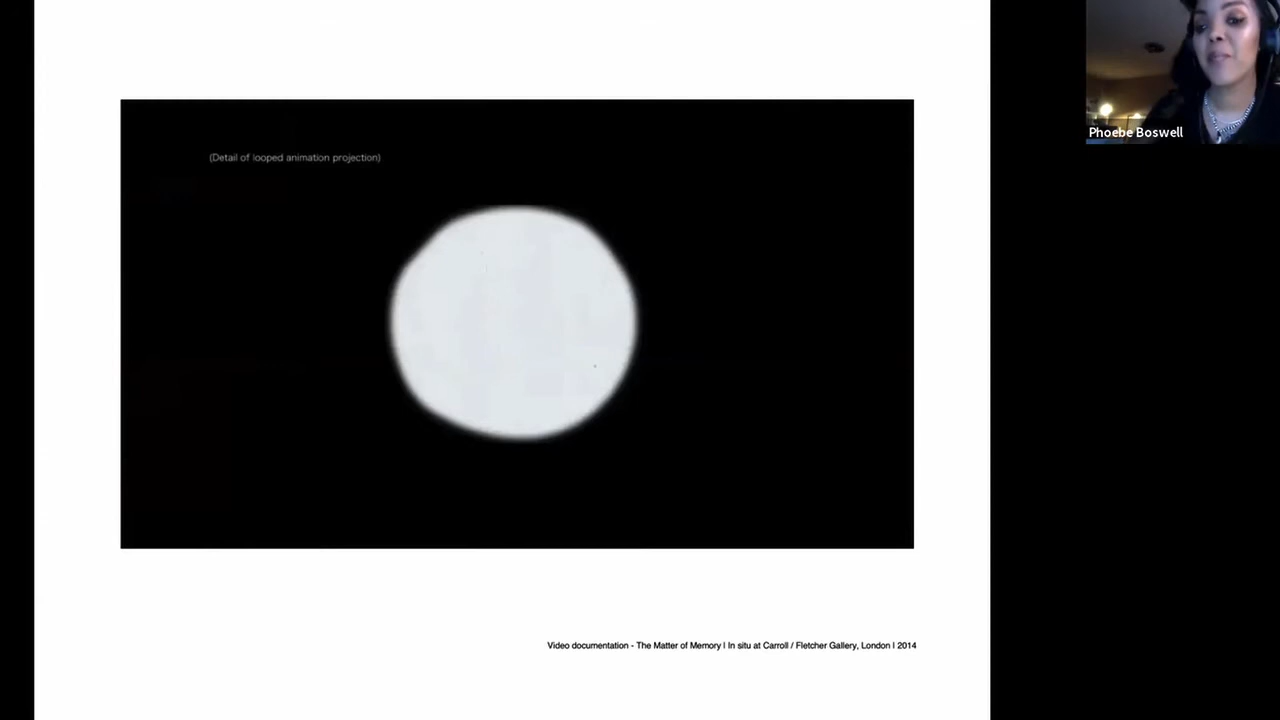 (Detail of looped animation projection)
Phoebe Boswell
Video documentation - The Matter of Memory | In situ at Carroll / Fletcher Gallery, London | 2014